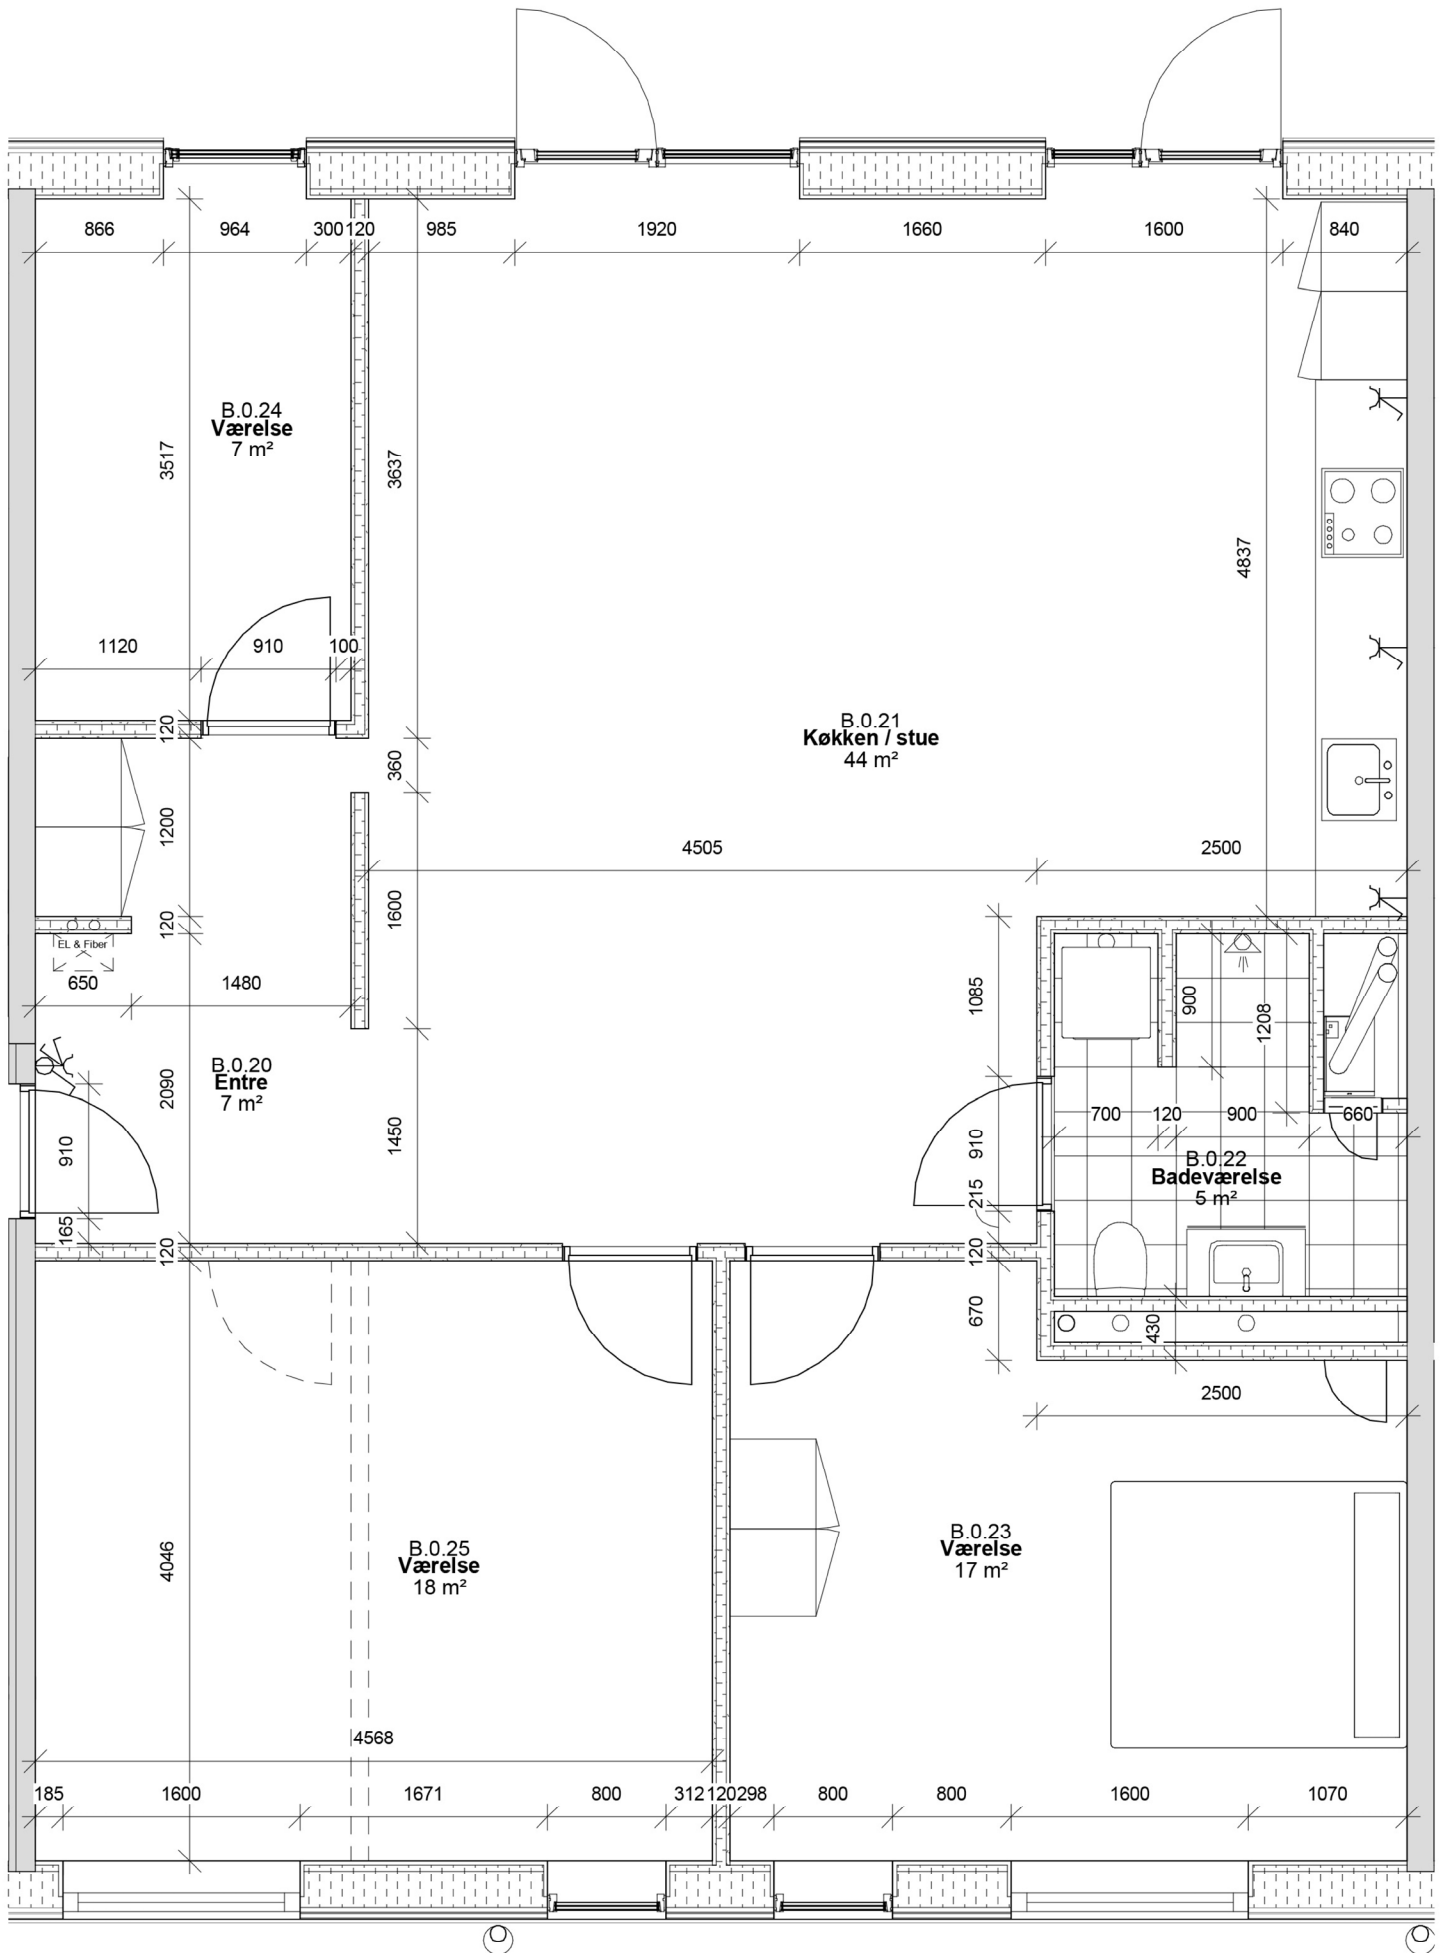 866 964 300 120 985 1920 1660 1600 840
B.0.24
Værelse
7 m²
3517
3637
4837
1120 910 100
120
360
B.0.21
Køkken / stue
44 m²
1200
4505 2500
1600
120
EL & Fiber
650 1480
1085
900
1208
B.0.20
Entre
7 m²
2090
910
165
120
1450
910
215
120
670
700 120 900 660
B.0.22
Badeværelse
5 m²
430
2500
B.0.25
Værelse
18 m²
4046
B.0.23
Værelse
17 m²
4568
185 1600 1671 800 312 120 298 800 800 1600 1070